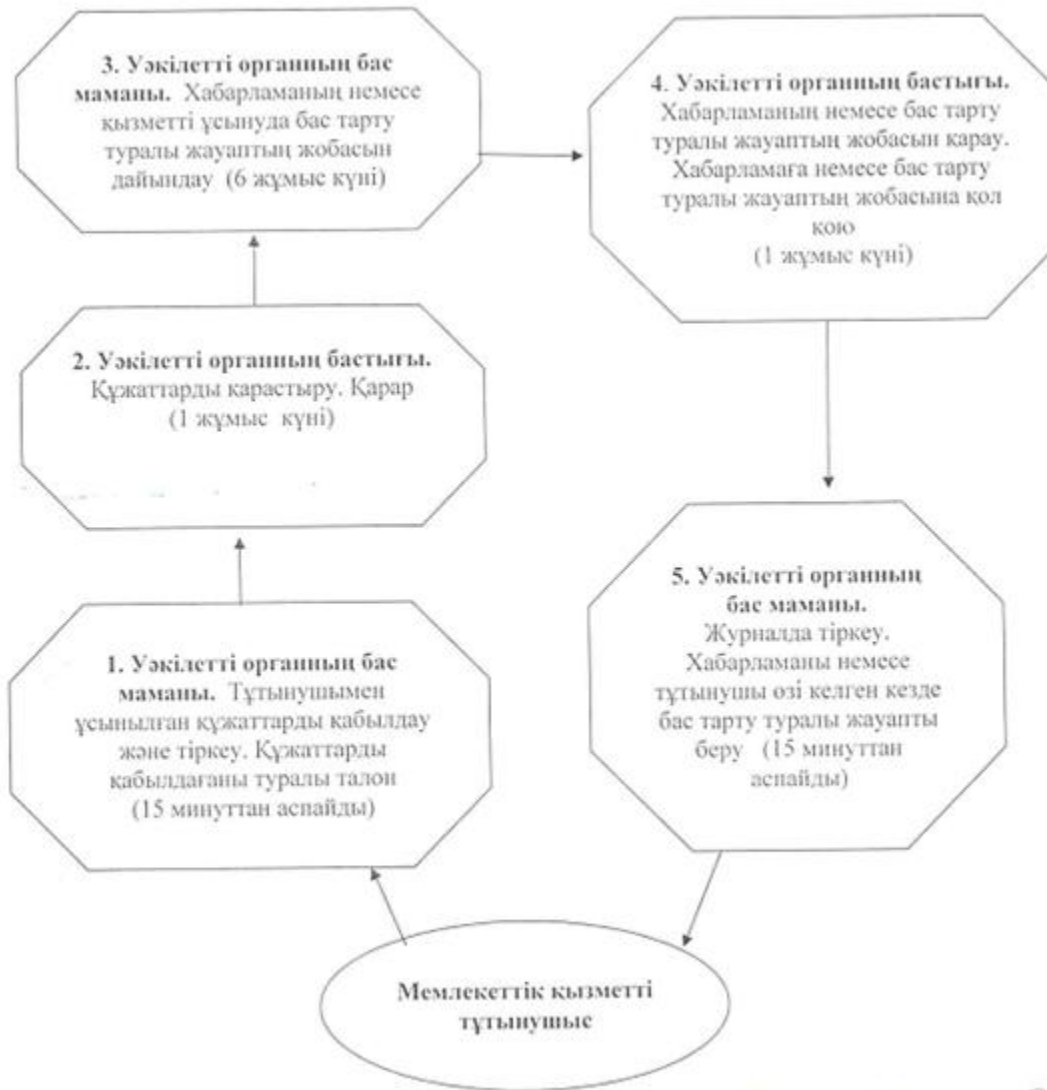 3. Уәкілетті органның бас
маманы. Хабарламаның немесе
қызметті ұсынуда бас тарту
туралы жауаптың жобасын
дайындау (6 жұмыс күні)
4. Уәкілетті органның бастығы.
Хабарламаның немесе бас тарту
туралы жауаптың жобасын қарау.
Хабарламаға немесе бас тарту
туралы жауаптың жобасына қол
қою
(1 жұмыс күні)
2. Уәкілетті органның бастығы.
Құжаттарды қарастыру. Қарар
(1 жұмыс күні)
1. Уәкілетті органның бас
маманы. Тұтынушымен
ұсынылған құжаттарды қабылдау
және тіркеу. Құжаттарды
қабылдағаны туралы талон
(15 минуттан аспайды)
5. Уәкілетті органның
бас маманы.
Журналда тіркеу.
Хабарламаны немесе
тұтынушы өзі келген кезде
бас тарту туралы жауапты
беру (15 минуттан
аспайды)
Мемлекеттік қызметті
тұтынушыс